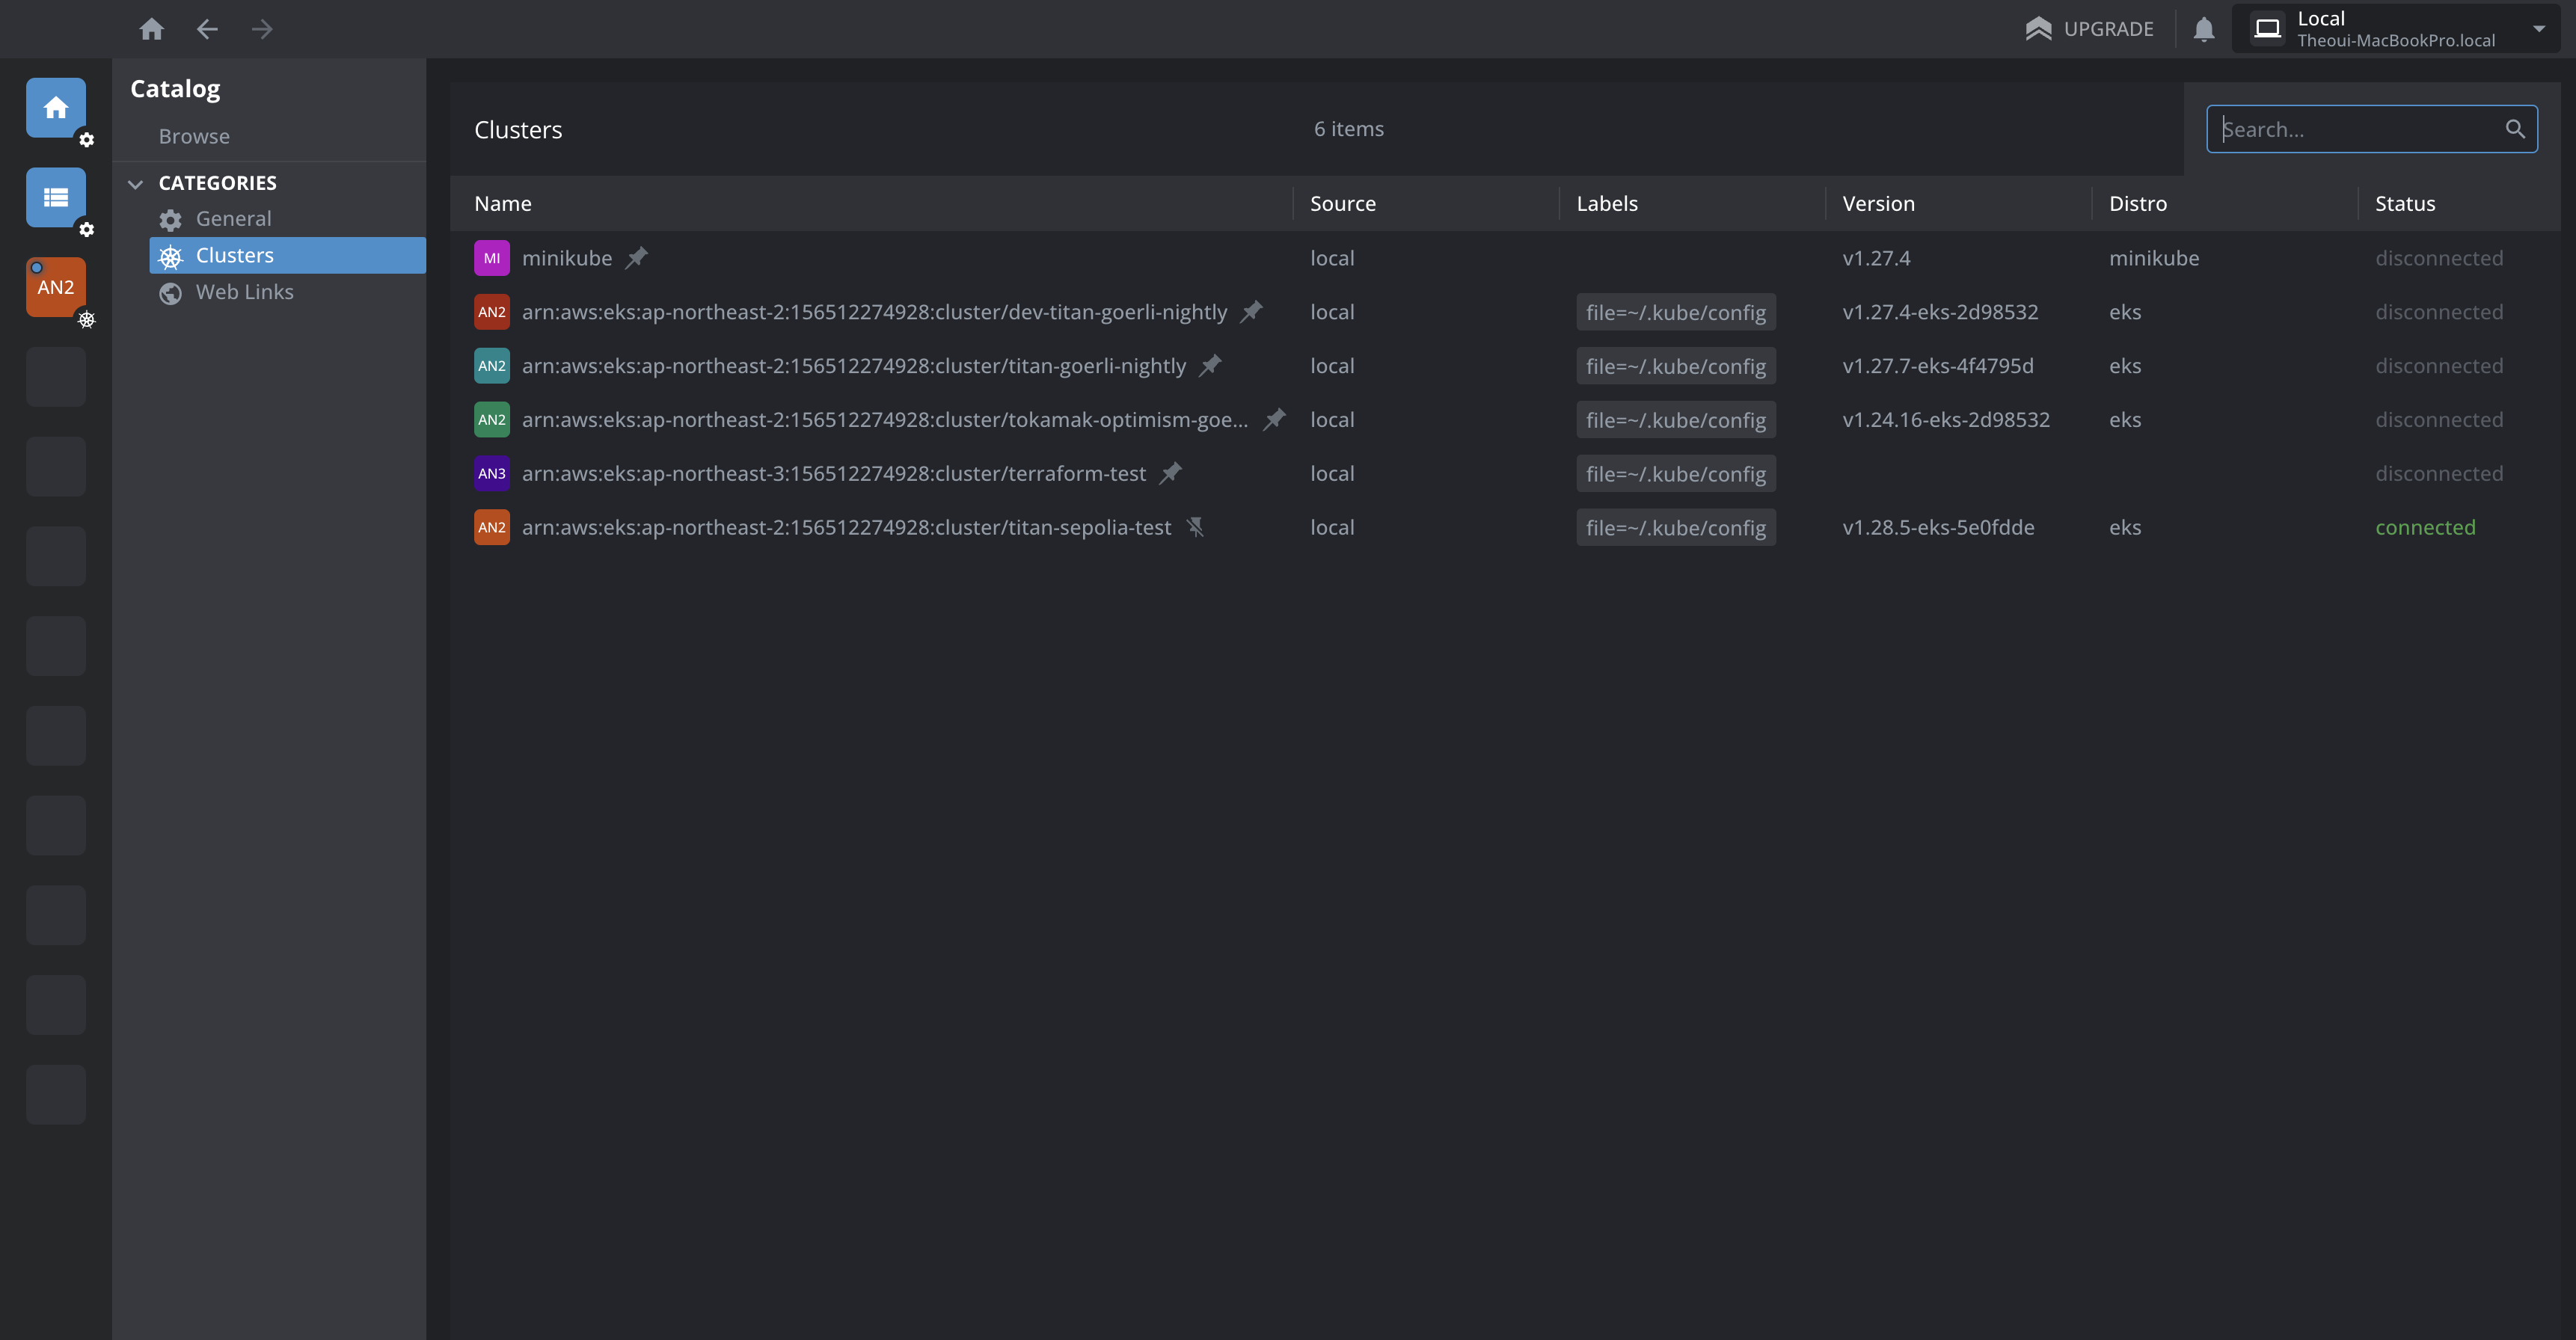 UPGRADE
Local
Theoui-MacBookPro.local
Catalog
Browse
CATEGORIES
General
Clusters
Web Links
AN2
Clusters 6 items Search...
Name Source Labels Version Distro Status
MI minikube local v1.27.4 minikube disconnected
AN2 arn:aws:eks:ap-northeast-2:156512274928:cluster/dev-titan-goerli-nightly local file=~/.kube/config v1.27.4-eks-2d98532 eks disconnected
AN2 arn:aws:eks:ap-northeast-2:156512274928:cluster/titan-goerli-nightly local file=~/.kube/config v1.27.7-eks-4f4795d eks disconnected
AN2 arn:aws:eks:ap-northeast-2:156512274928:cluster/tokamak-optimism-goe... local file=~/.kube/config v1.24.16-eks-2d98532 eks disconnected
AN3 arn:aws:eks:ap-northeast-3:156512274928:cluster/terraform-test local file=~/.kube/config disconnected
AN2 arn:aws:eks:ap-northeast-2:156512274928:cluster/titan-sepolia-test local file=~/.kube/config v1.28.5-eks-5e0fdde eks connected